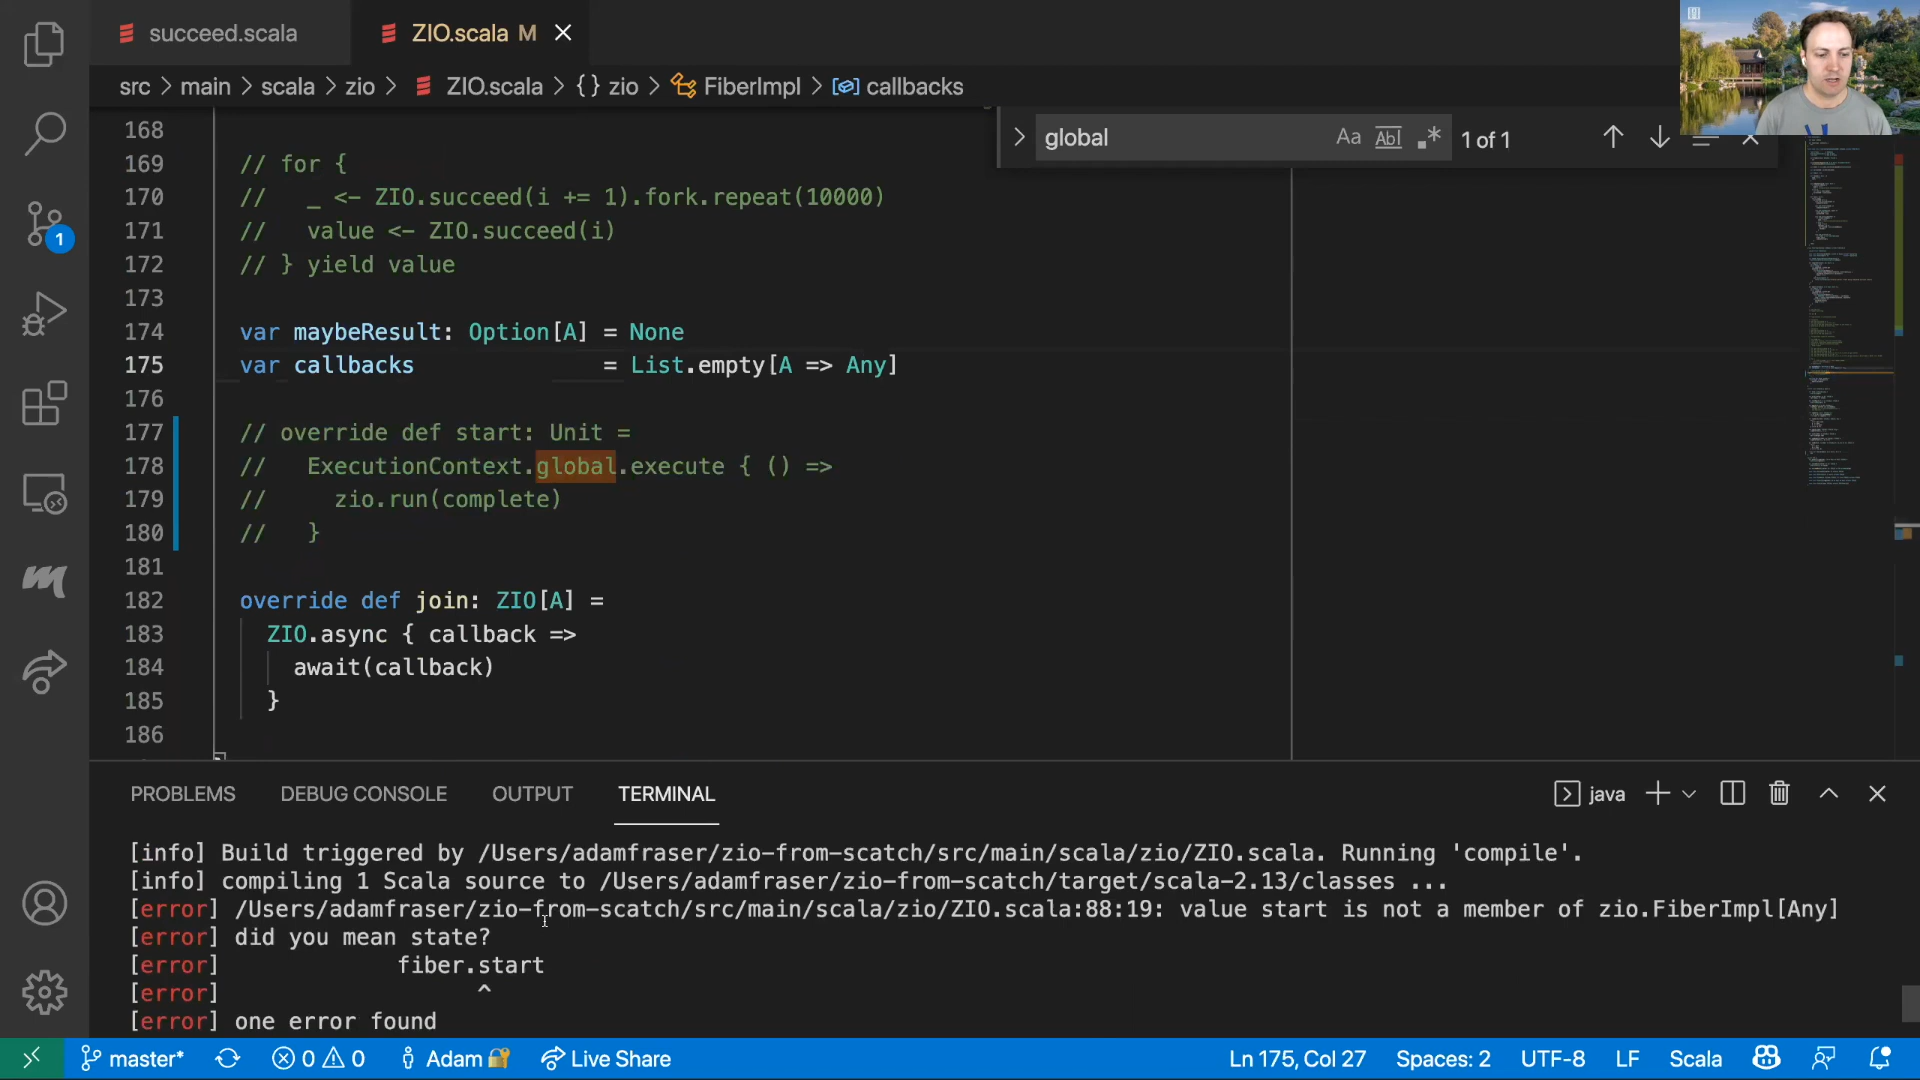 succeed.scala
ZIO.scala M
src > main > scala > zio > ZIO.scala > {} zio > FiberImpl > callbacks
global
Aa Abl .* 1 of 1
168
169 // for {
170 //   _ <- ZIO.succeed(i += 1).fork.repeat(10000)
171 //   value <- ZIO.succeed(i)
172 // } yield value
173
174 var maybeResult: Option[A] = None
175 var callbacks              = List.empty[A => Any]
176
177 // override def start: Unit =
178 //   ExecutionContext.global.execute { () =>
179 //     zio.run(complete)
180 //   }
181
182 override def join: ZIO[A] =
183   ZIO.async { callback =>
184     await(callback)
185   }
186
PROBLEMS DEBUG CONSOLE OUTPUT TERMINAL
java
[info] Build triggered by /Users/adamfraser/zio-from-scatch/src/main/scala/zio/ZIO.scala. Running 'compile'.
[info] compiling 1 Scala source to /Users/adamfraser/zio-from-scatch/target/scala-2.13/classes ...
[error] /Users/adamfraser/zio-from-scatch/src/main/scala/zio/ZIO.scala:88:19: value start is not a member of zio.FiberImpl[Any]
[error] did you mean state?
[error]             fiber.start
[error]                   ^
[error] one error found
1
master* 0 0 Adam Live Share Ln 175, Col 27 Spaces: 2 UTF-8 LF Scala